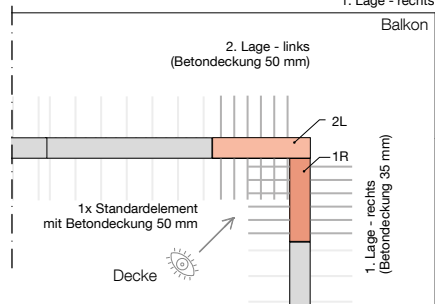 1. Lage - rechts
Balkon
2. Lage - links
(Betondeckung 50 mm)
2L
1R
1x Standardelement
mit Betondeckung 50 mm
Decke
1. Lage - rechts
(Betondeckung 35 mm)